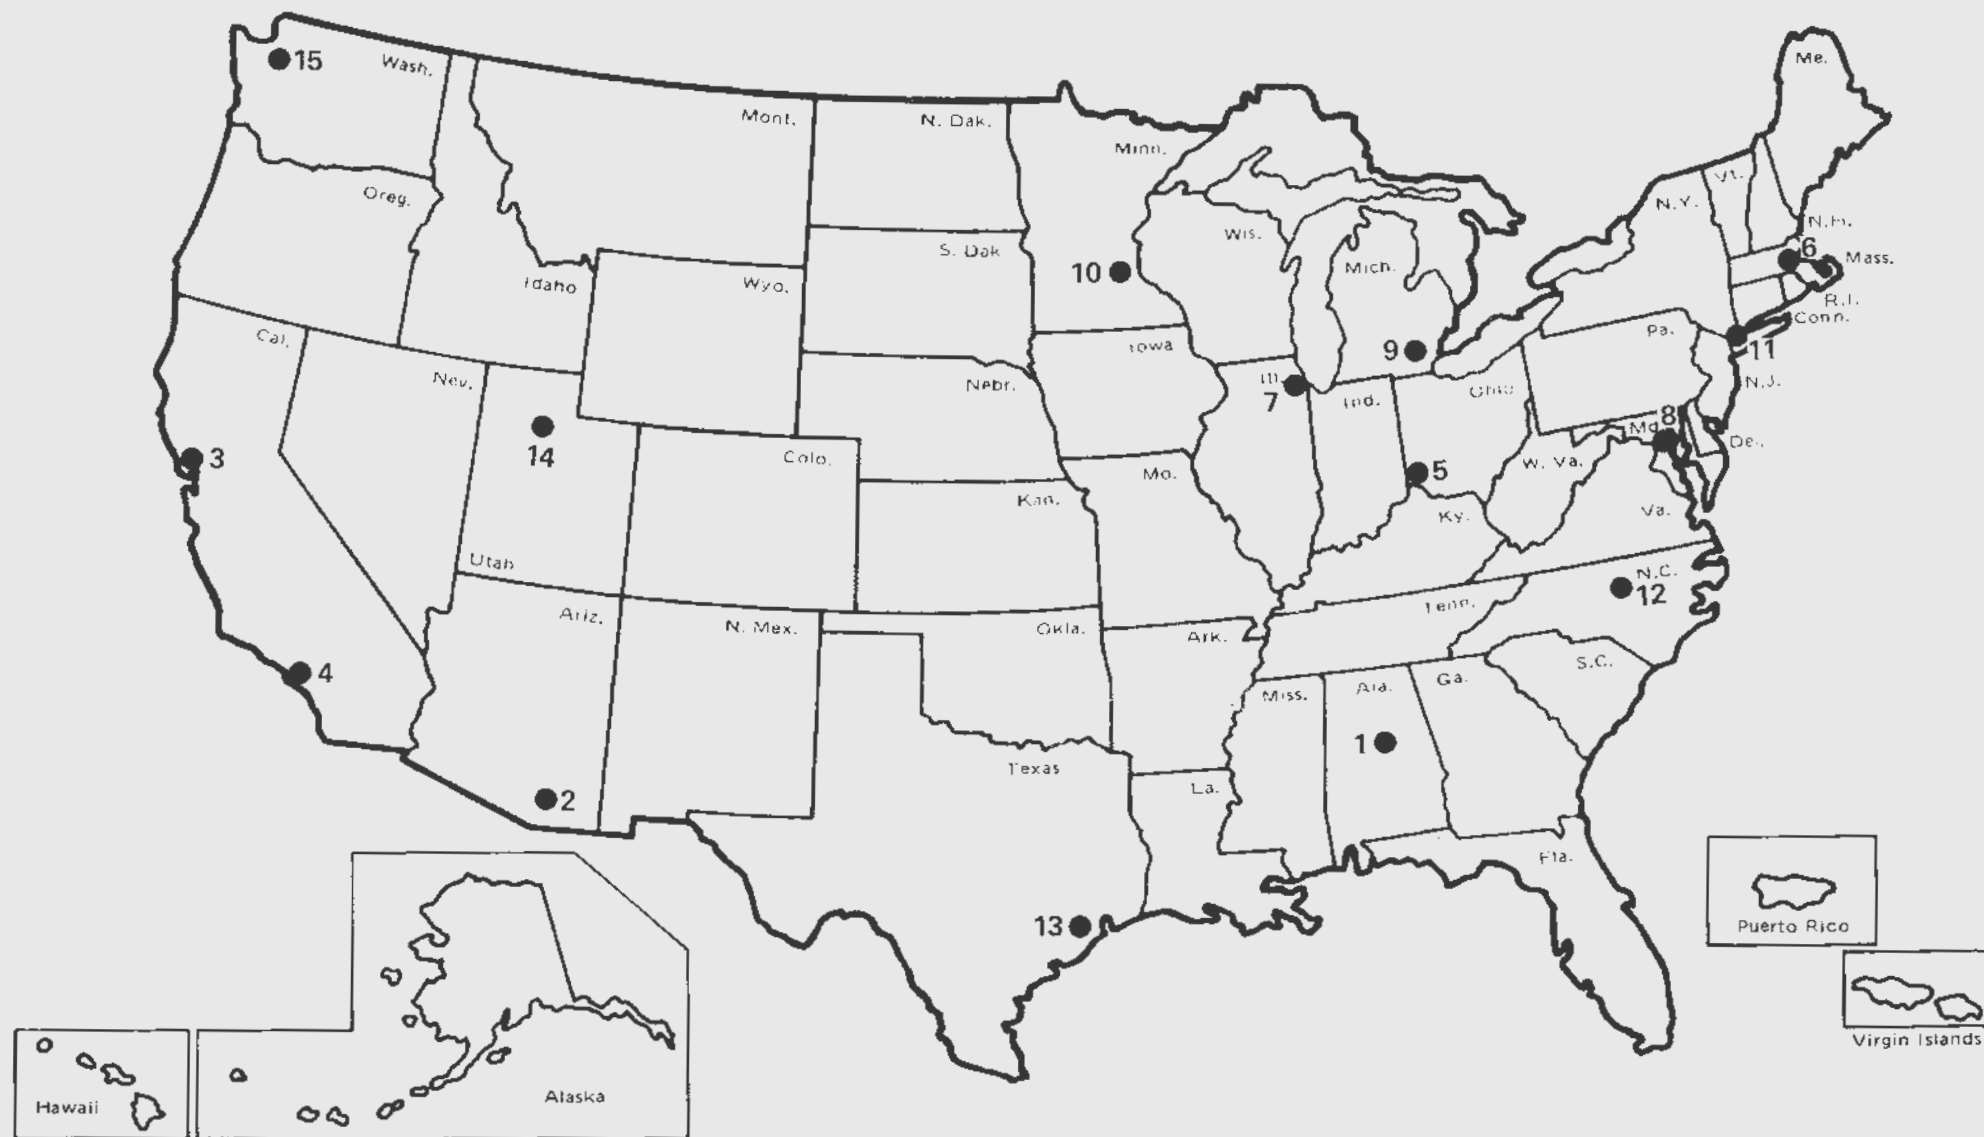 Me.
15
Wash.
Mont.
N. Dak.
Minn.
Vt.
Oreg.
N.Y.
N.H.
Wis.
6
S. Dak
Mass.
10
Mich.
Idaho
Wyo.
R.I.
Conn.
Cal.
Pa.
Iowa
9
11
Nev.
Nebr.
Ill.
7
Ind.
Ohio
N.J.
8
Md
Del.
3
14
Colo.
Mo.
5
W. Va.
Kan.
Ky.
Va.
Utah
N.C.
12
Ariz.
N. Mex.
Okla.
Ark.
Tenn.
S.C.
4
Miss.
Ala.
Ga.
1
Texas
La.
2
Fla.
13
Puerto Rico
Virgin Islands
Hawaii
Alaska